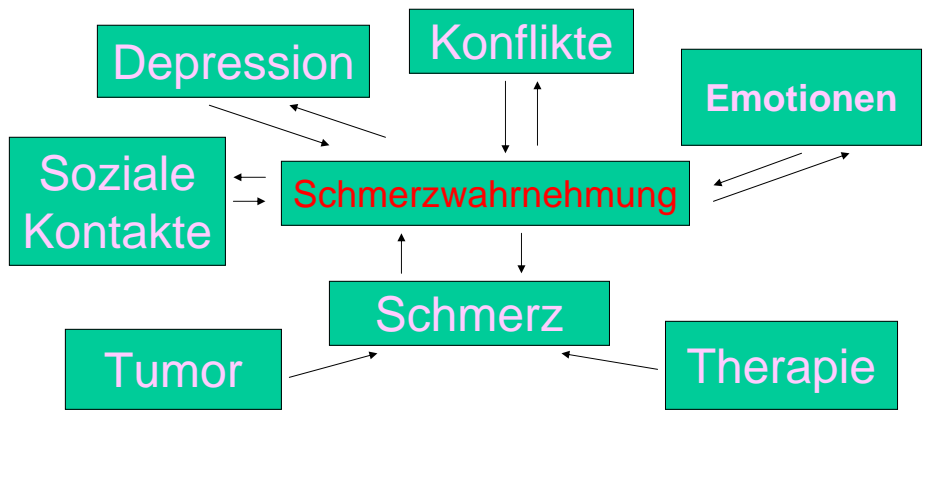 Konflikte
Depression
Emotionen
Soziale
Kontakte
Schmerzwahrnehmung
Schmerz
Tumor
Therapie